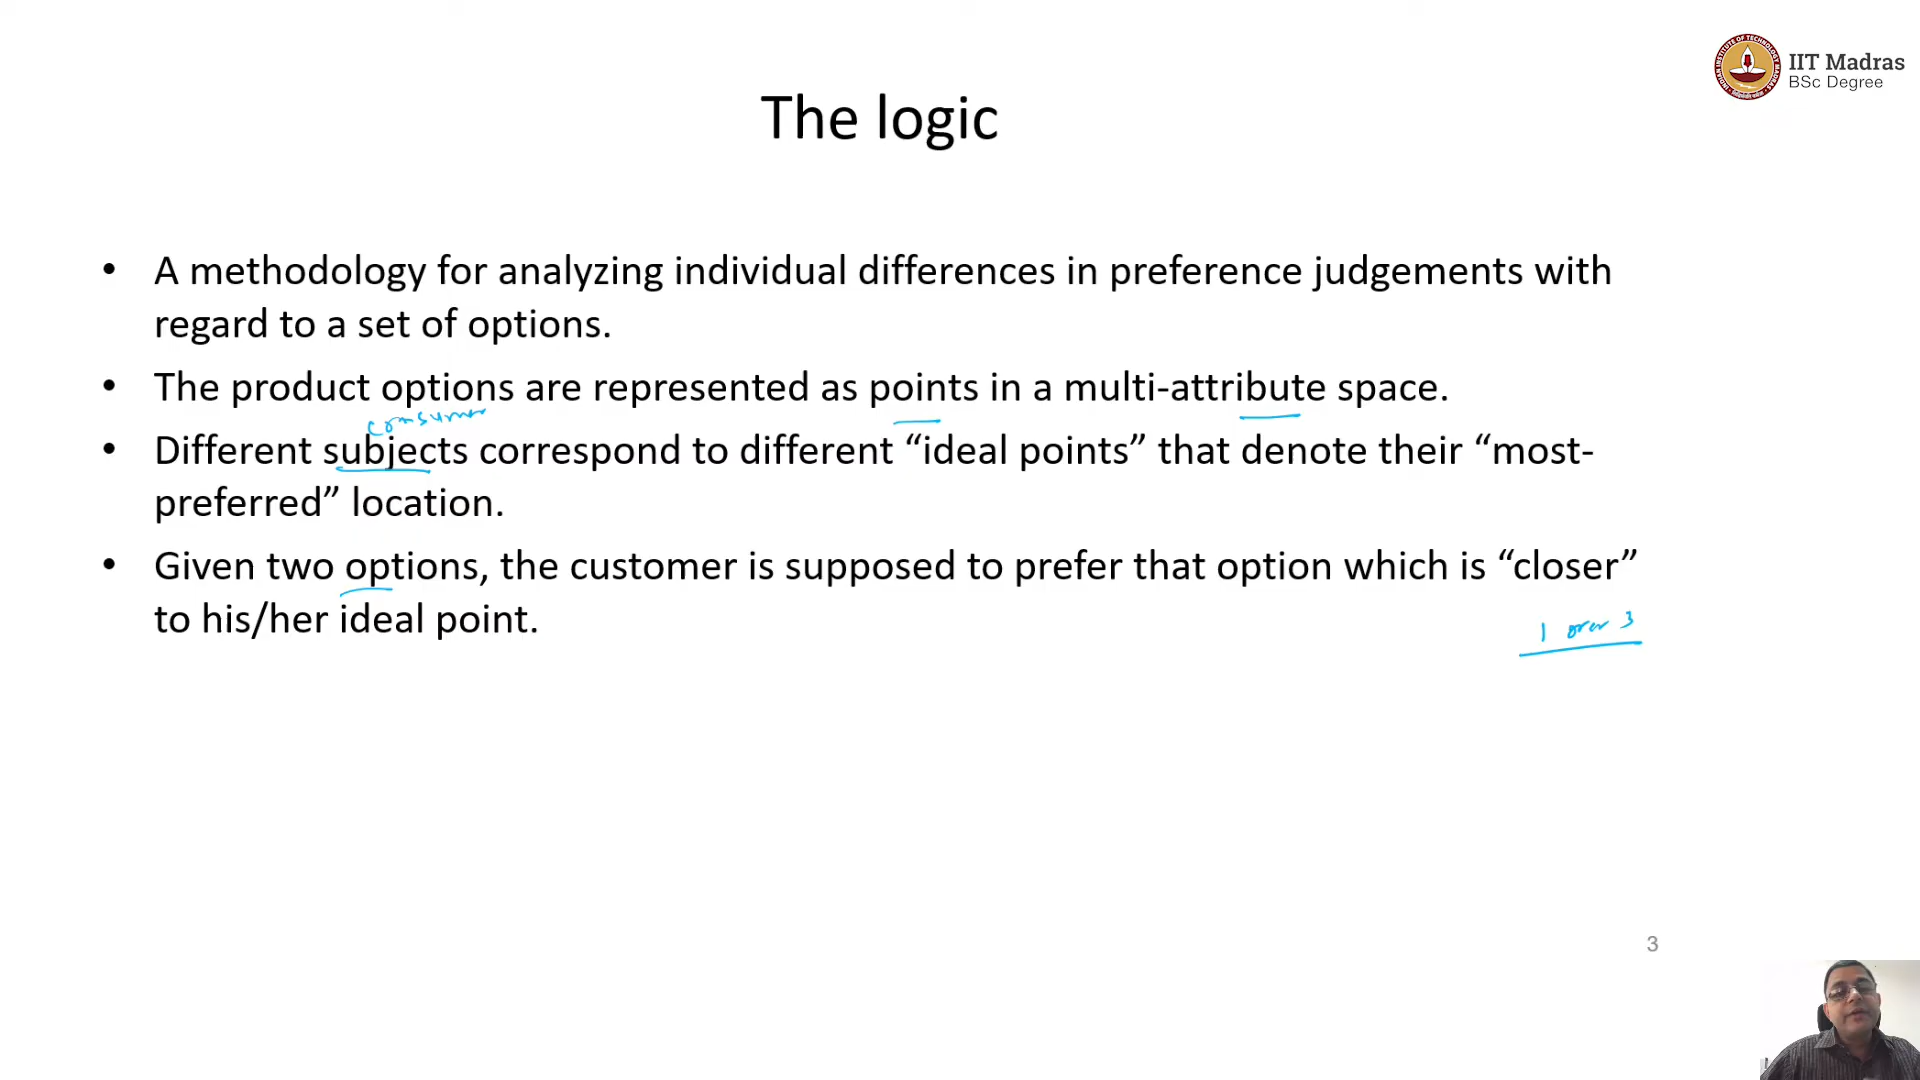 IIT Madras
BSc Degree
The logic
• A methodology for analyzing individual differences in preference judgements with
regard to a set of options.
• The product options are represented as points in a multi-attribute space.
consumer
• Different subjects correspond to different “ideal points” that denote their “most-
preferred” location.
• Given two options, the customer is supposed to prefer that option which is “closer”
to his/her ideal point.
1 over 3
3